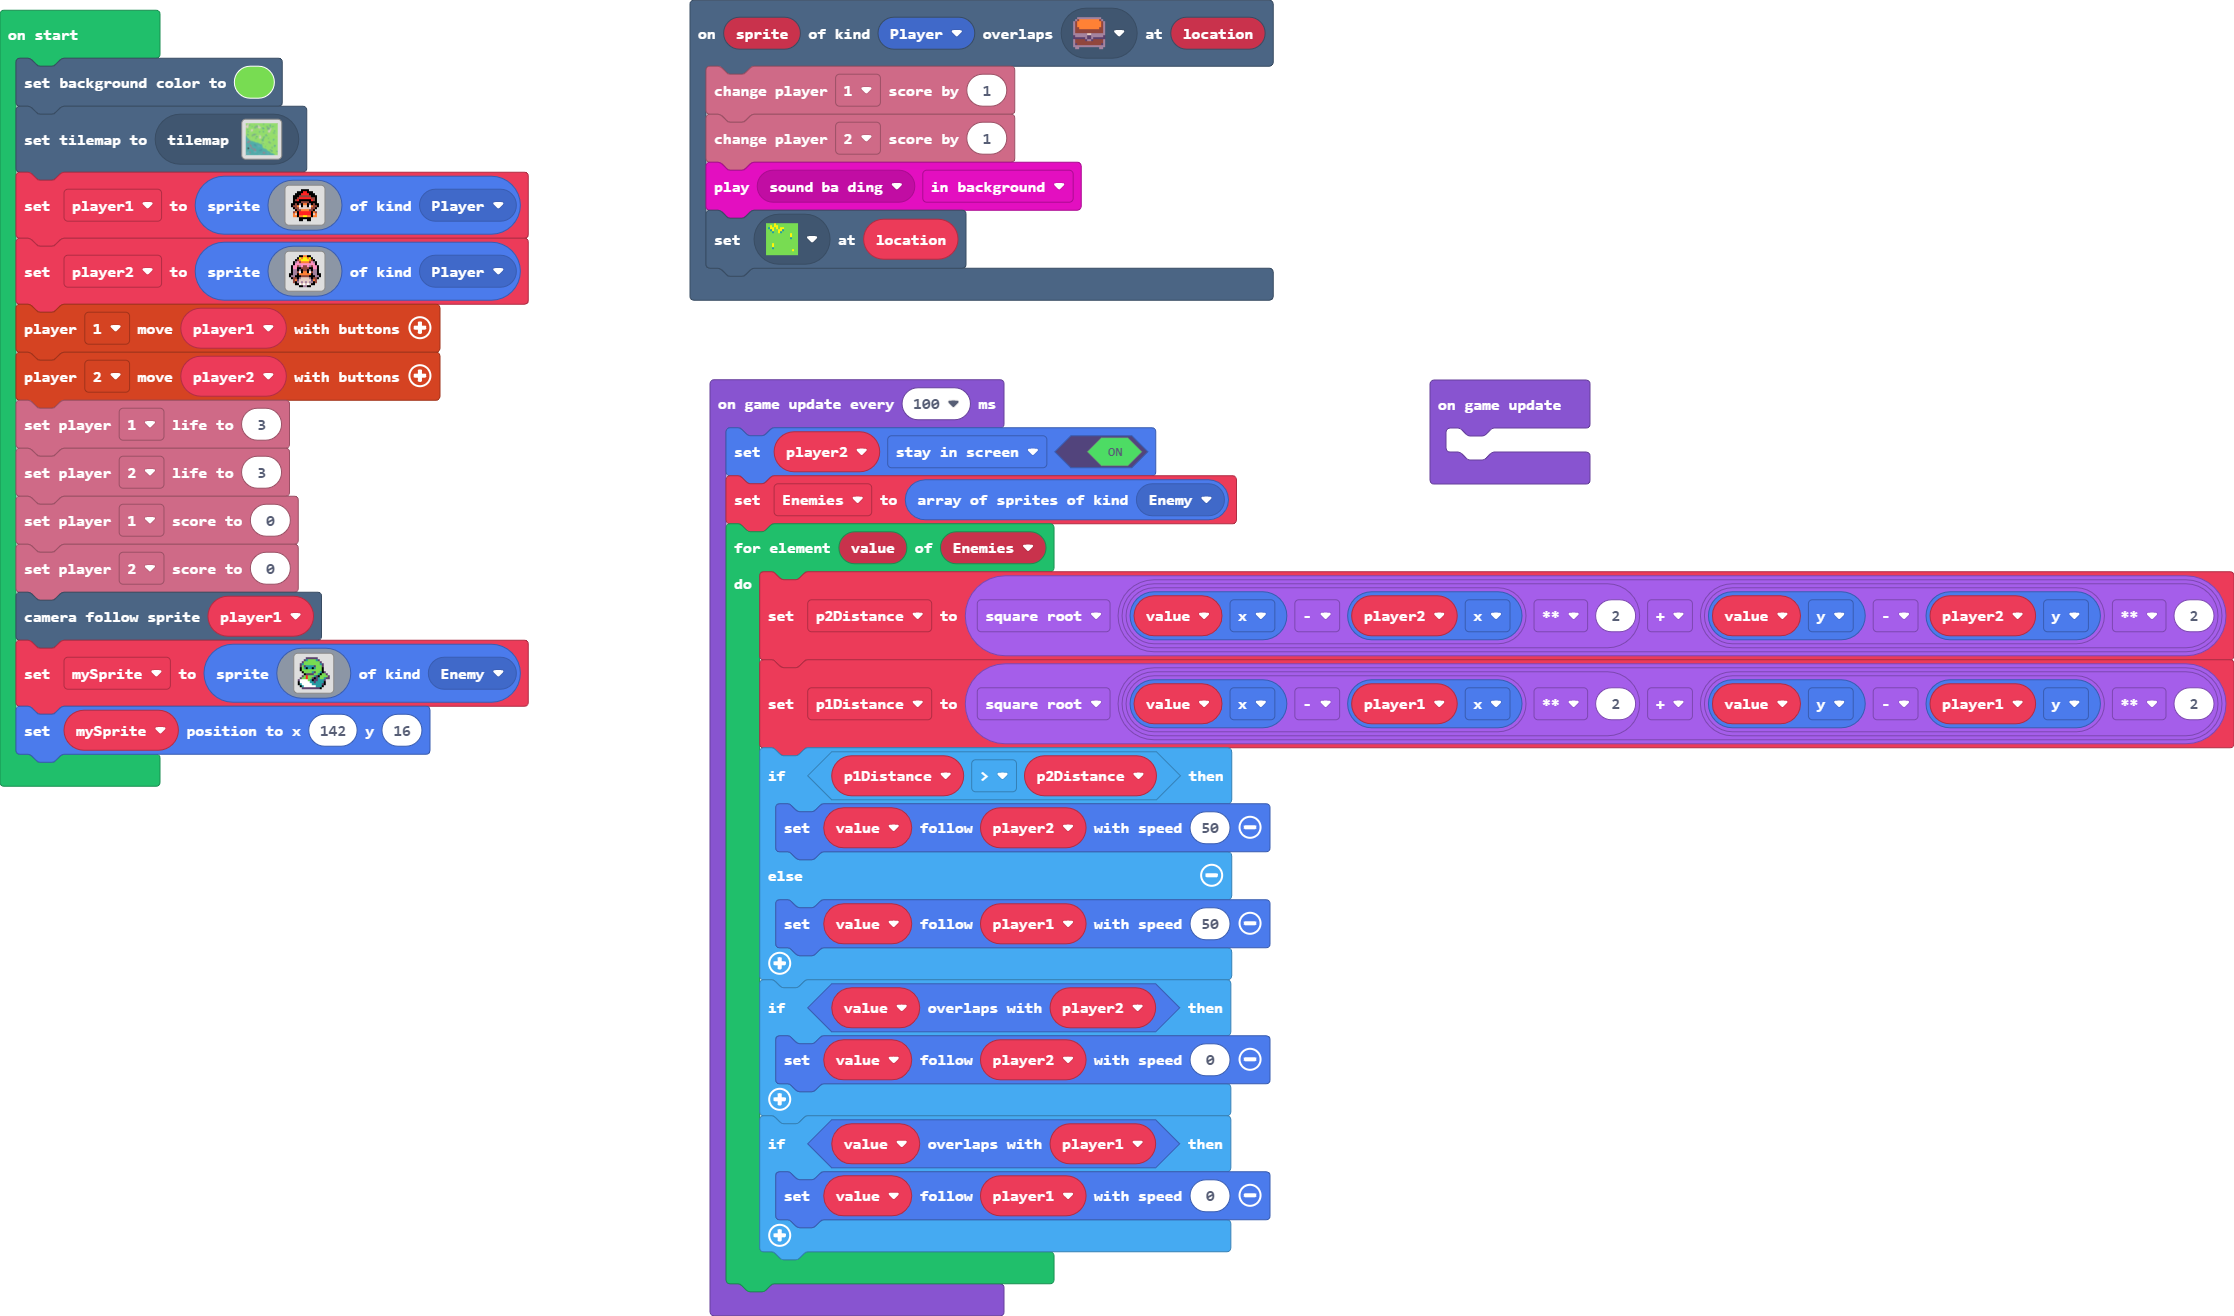 on start
set background color to
set tilemap to tilemap
set player1 to sprite of kind Player
set player2 to sprite of kind Player
player 1 move player1 with buttons
player 2 move player2 with buttons
set player 1 life to 3
set player 2 life to 3
set player 1 score to 0
set player 2 score to 0
camera follow sprite player1
set mySprite to sprite of kind Enemy
set mySprite position to x 142 y 16
on sprite of kind Player overlaps at location
change player 1 score by 1
change player 2 score by 1
play sound ba ding in background
set at location
on game update every 100 ms
set player2 stay in screen ON
set Enemies to array of sprites of kind Enemy
for element value of Enemies
do
set p2Distance to square root value x - player2 x ** 2 + value y - player2 y ** 2
set p1Distance to square root value x - player1 x ** 2 + value y - player1 y ** 2
if p1Distance > p2Distance then
set value follow player2 with speed 50
else
set value follow player1 with speed 50
if value overlaps with player2 then
set value follow player2 with speed 0
if value overlaps with player1 then
set value follow player1 with speed 0
on game update